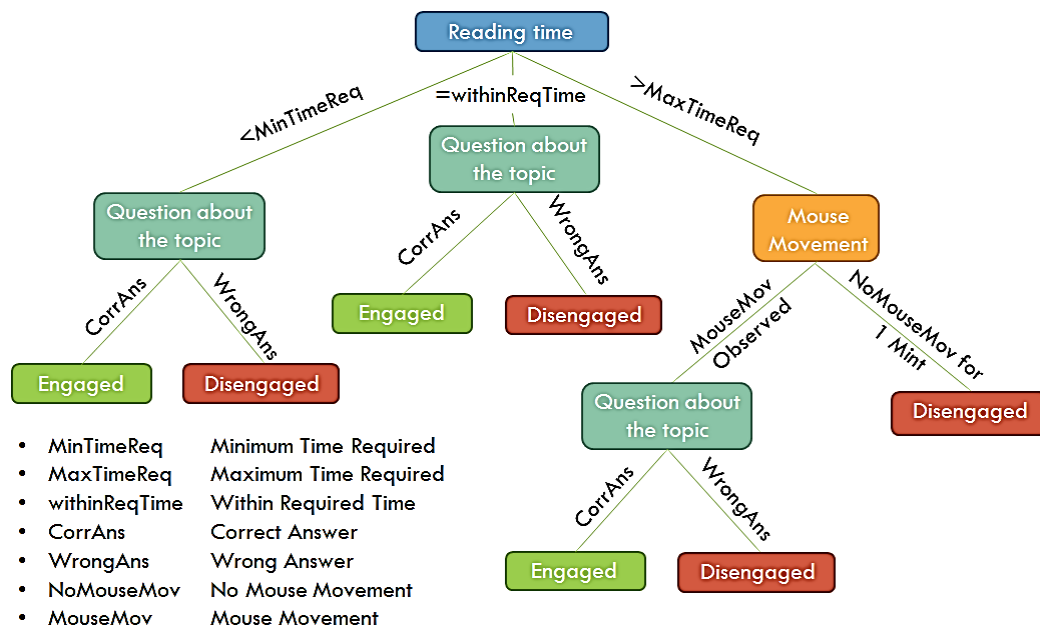 Reading time
<MinTimeReq
=withinReqTime
>MaxTimeReq
Question about
the topic
Question about
the topic
Mouse
Movement
CorrAns
WrongAns
CorrAns
WrongAns
MouseMov
Observed
NoMouseMov for
1 Mint
Engaged
Disengaged
Engaged
Disengaged
Question about
the topic
Disengaged
CorrAns
WrongAns
Engaged
Disengaged
• MinTimeReq Minimum Time Required
• MaxTimeReq Maximum Time Required
• withinReqTime Within Required Time
• CorrAns Correct Answer
• WrongAns Wrong Answer
• NoMouseMov No Mouse Movement
• MouseMov Mouse Movement